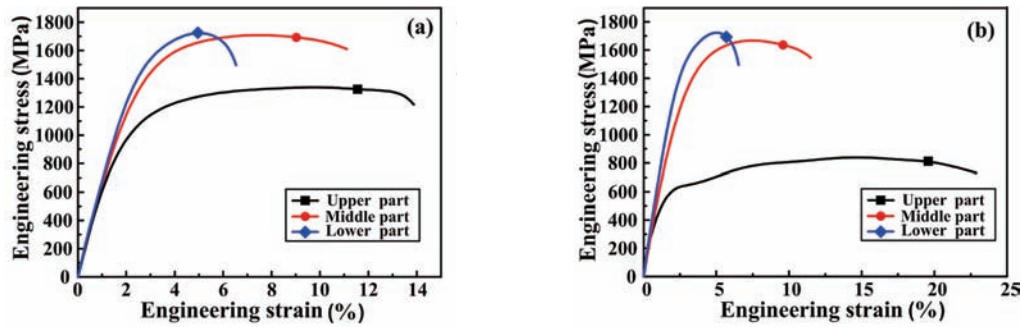 (a)
Engineering stress (MPa)
1800
1600
1400
1200
1000
800
600
400
200
0
Upper part
Middle part
Lower part
0 2 4 6 8 10 12 14
Engineering strain (%)
(b)
Engineering stress (MPa)
1800
1600
1400
1200
1000
800
600
400
200
0
Upper part
Middle part
Lower part
0 5 10 15 20 25
Engineering strain (%)